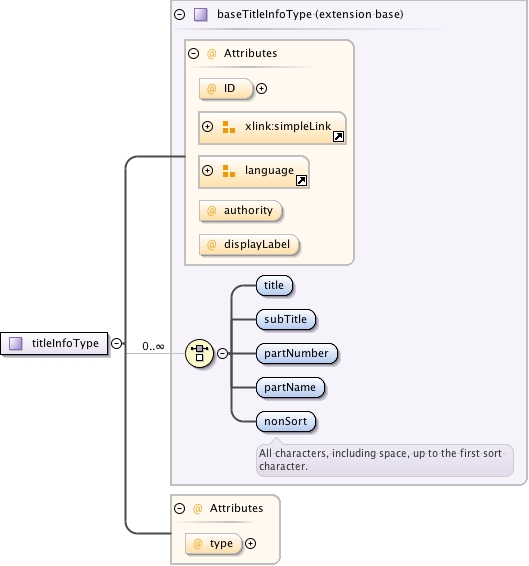 baseTitleInfoType (extension base)
@ Attributes
@ ID
xlink:simpleLink
language
@ authority
@ displayLabel
title
subTitle
titleInfoType
0..∞
partNumber
partName
nonSort
All characters, including space, up to the first sort
character.
@ Attributes
@ type